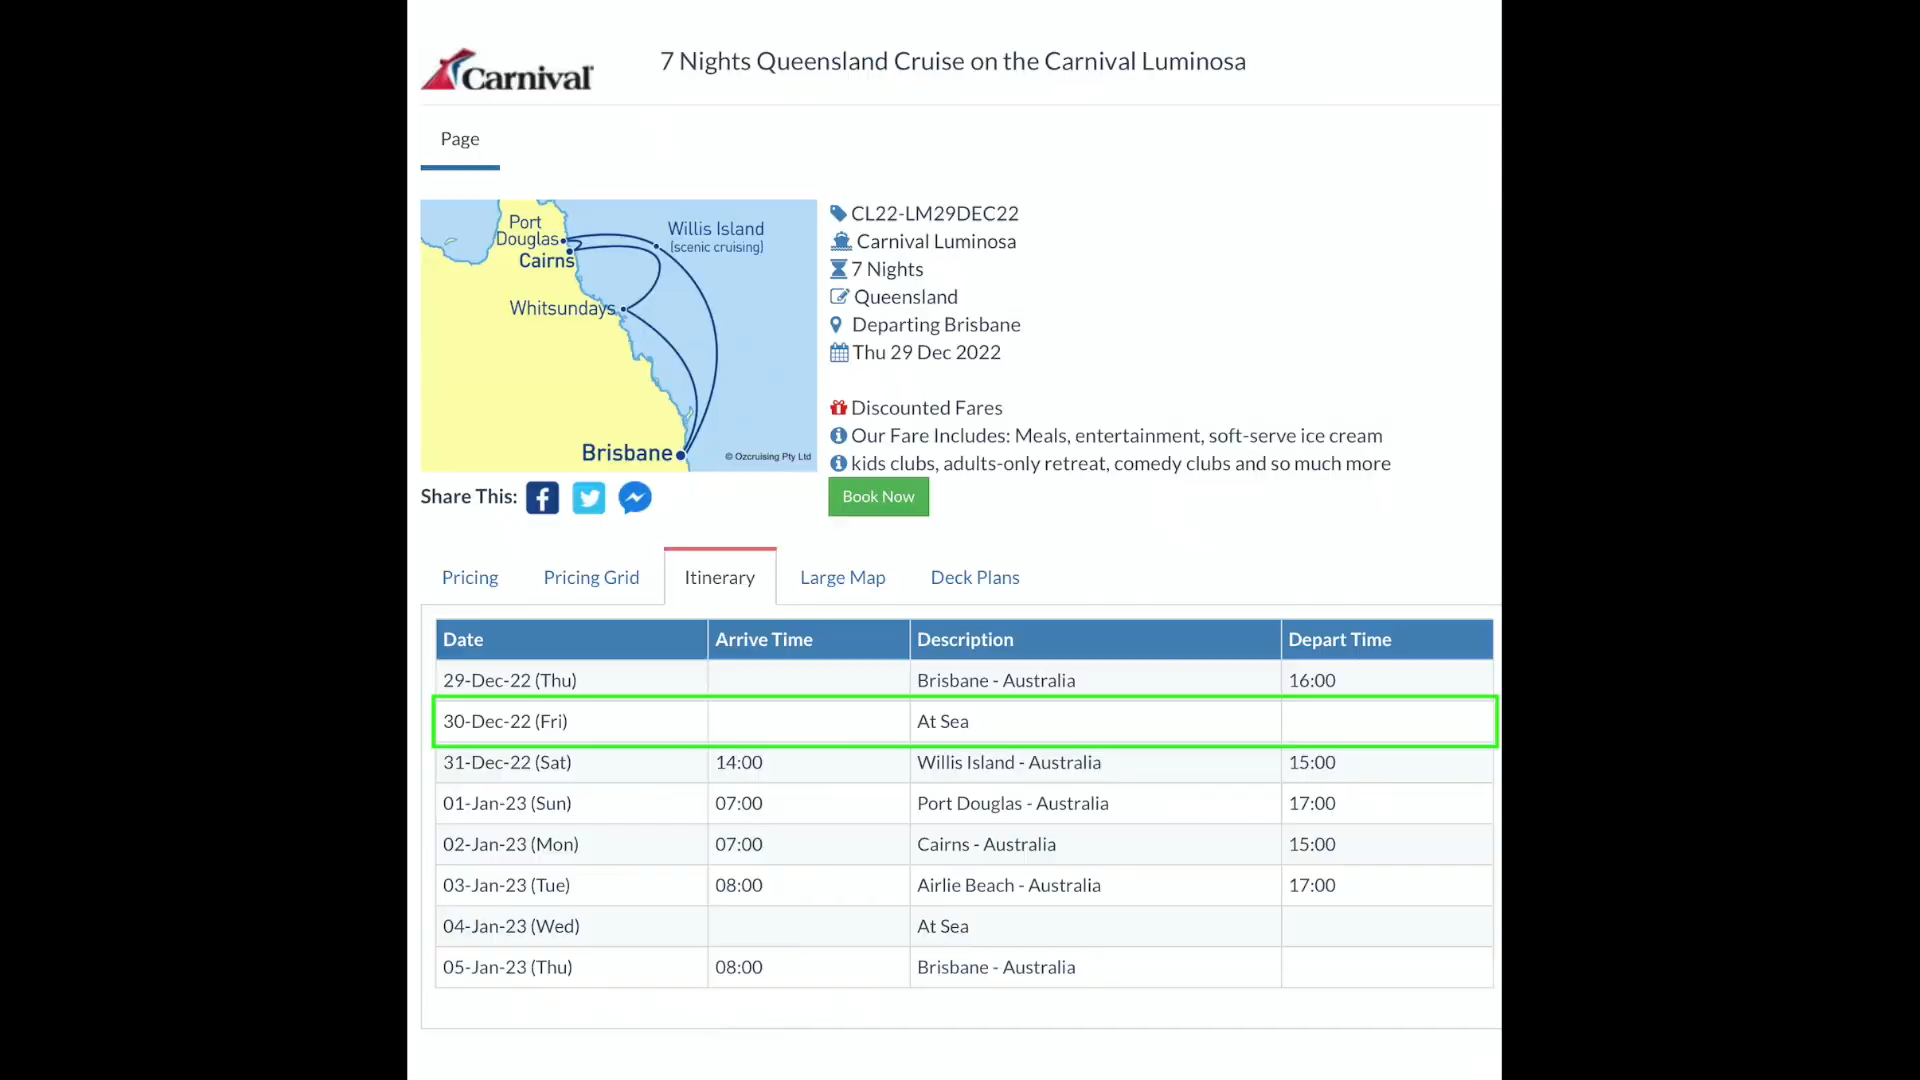 Carnival
7 Nights Queensland Cruise on the Carnival Luminosa
Page
Port
Douglas
Cairns
Willis Island
(scenic cruising)
Whitsundays
Brisbane
© Ozcruising Pty Ltd
CL22-LM29DEC22
Carnival Luminosa
7 Nights
Queensland
Departing Brisbane
Thu 29 Dec 2022
Discounted Fares
Our Fare Includes: Meals, entertainment, soft-serve ice cream
kids clubs, adults-only retreat, comedy clubs and so much more
Share This:
Book Now
Pricing Pricing Grid Itinerary Large Map Deck Plans
Date Arrive Time Description Depart Time
29-Dec-22 (Thu) Brisbane - Australia 16:00
30-Dec-22 (Fri) At Sea
31-Dec-22 (Sat) 14:00 Willis Island - Australia 15:00
01-Jan-23 (Sun) 07:00 Port Douglas - Australia 17:00
02-Jan-23 (Mon) 07:00 Cairns - Australia 15:00
03-Jan-23 (Tue) 08:00 Airlie Beach - Australia 17:00
04-Jan-23 (Wed) At Sea
05-Jan-23 (Thu) 08:00 Brisbane - Australia